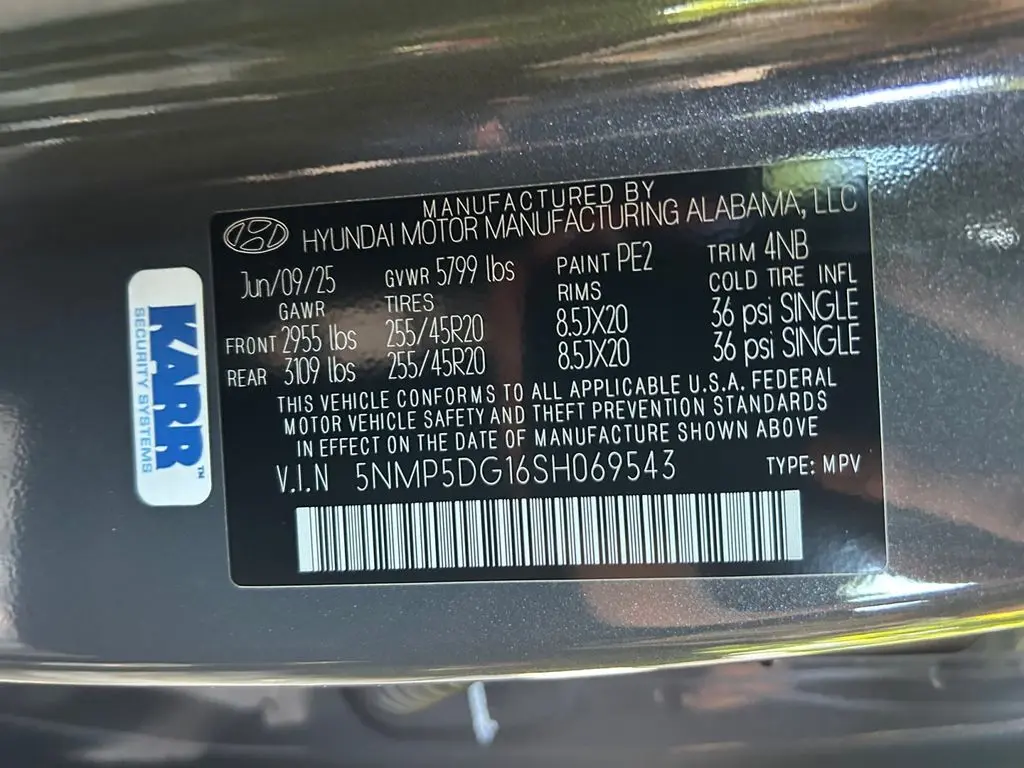 MANUFACTURED BY
HYUNDAI MOTOR MANUFACTURING ALABAMA, LLC
Jun/09/25 GVWR 5799 lbs PAINT PE2 TRIM 4NB
GAWR TIRES RIMS COLD TIRE INFL
FRONT 2955 lbs 255/45R20 8.5JX20 36 psi SINGLE
REAR 3109 lbs 255/45R20 8.5JX20 36 psi SINGLE
THIS VEHICLE CONFORMS TO ALL APPLICABLE U.S.A. FEDERAL
MOTOR VEHICLE SAFETY AND THEFT PREVENTION STANDARDS
IN EFFECT ON THE DATE OF MANUFACTURE SHOWN ABOVE
V.I.N 5NMP5DG16SH069543 TYPE: MPV
KARR™
SECURITY SYSTEMS